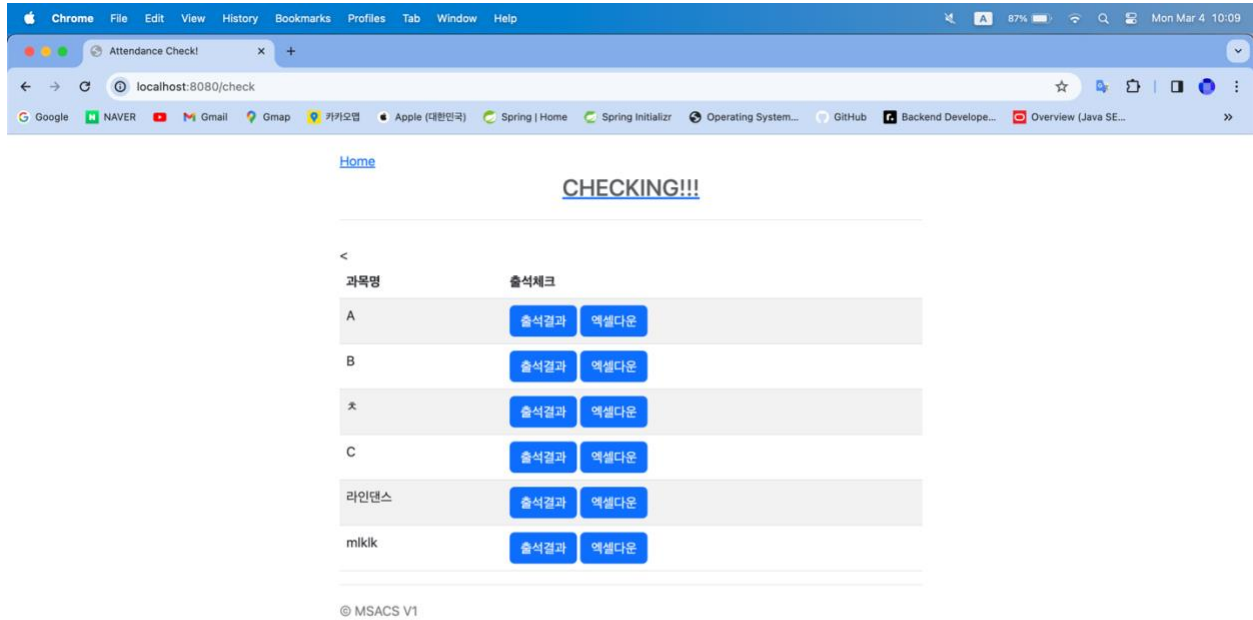 Chrome File Edit View History Bookmarks Profiles Tab Window Help A 87% Mon Mar 4 10:09
Attendance Check! × +
localhost:8080/check
G Google N NAVER M Gmail Gmap 카카오맵 Apple (대한민국) Spring | Home Spring Initializr Operating System... GitHub r. Backend Develope... Overview (Java SE... »
Home
CHECKING!!!
<
과목명 출석체크
A 출석결과 엑셀다운
B 출석결과 엑셀다운
ㅊ 출석결과 엑셀다운
C 출석결과 엑셀다운
라인댄스 출석결과 엑셀다운
mlklk 출석결과 엑셀다운
© MSACS V1